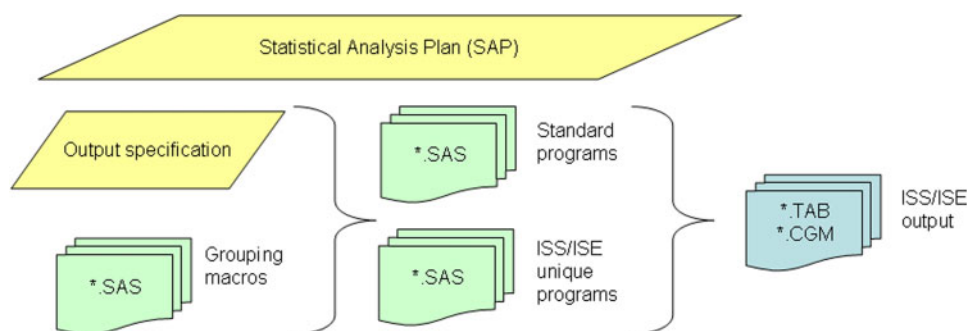 Statistical Analysis Plan (SAP)
Output specification
*.SAS
Grouping
macros
*.SAS
Standard
programs
*.SAS
ISS/ISE
unique
programs
*.TAB
*.CGM
ISS/ISE
output